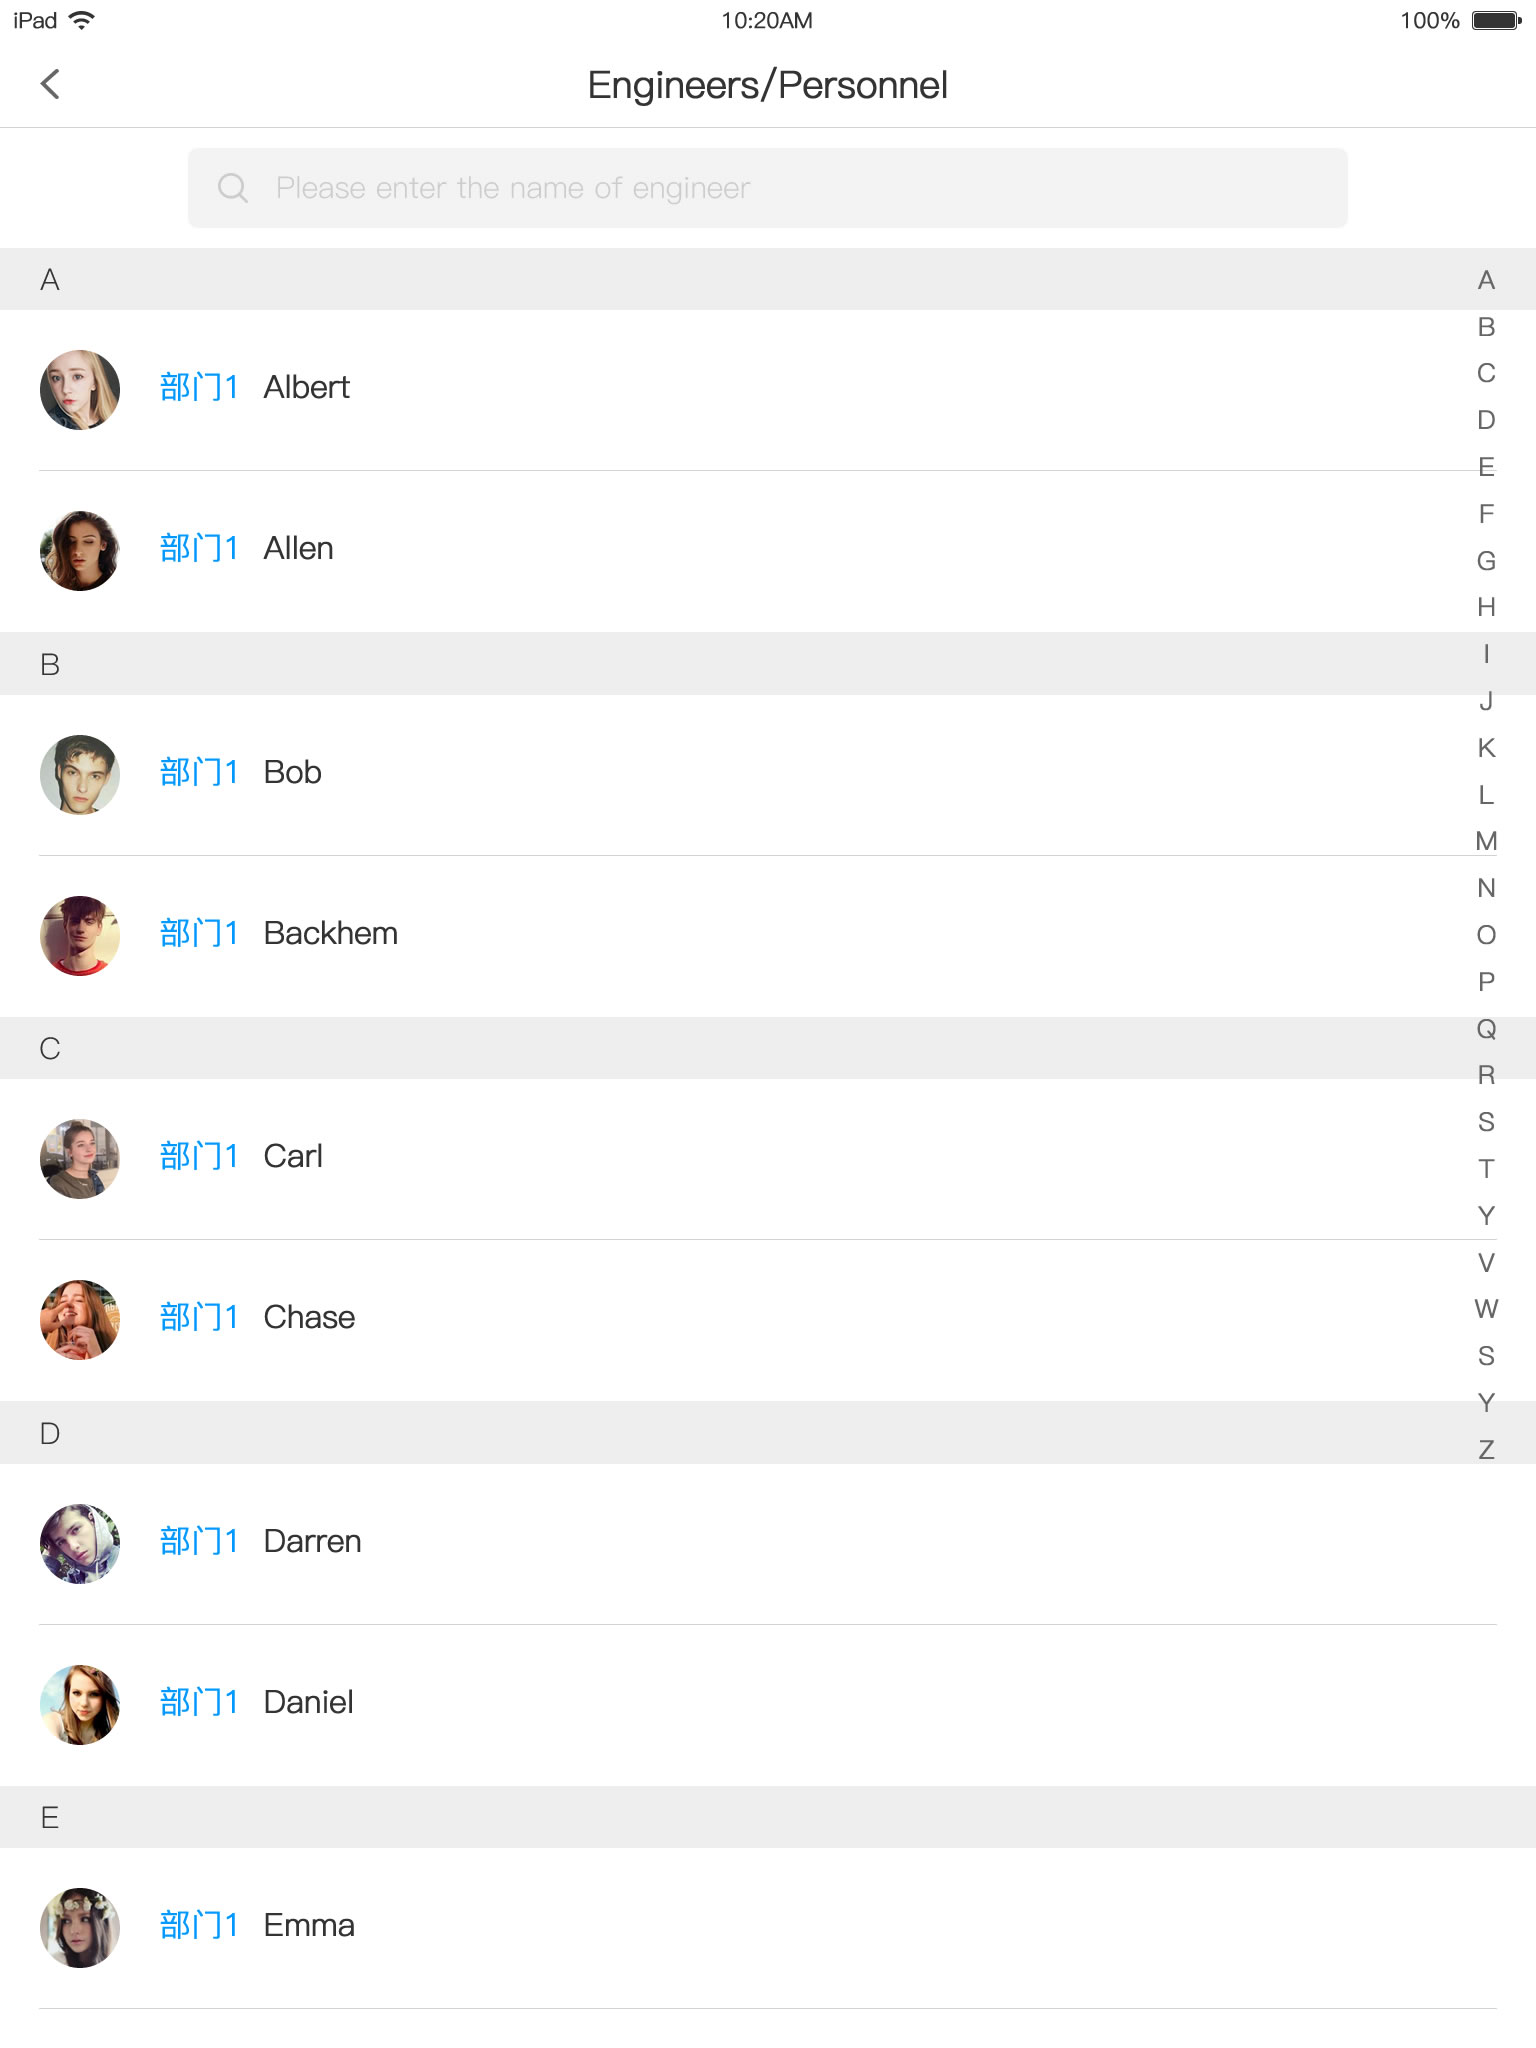 iPad 10:20AM 100%
Engineers/Personnel
Please enter the name of engineer
A
部门1 Albert
部门1 Allen
B
部门1 Bob
部门1 Backhem
C
部门1 Carl
部门1 Chase
D
部门1 Darren
部门1 Daniel
E
部门1 Emma
A
B
C
D
E
F
G
H
I
J
K
L
M
N
O
P
Q
R
S
T
Y
V
W
S
Y
Z